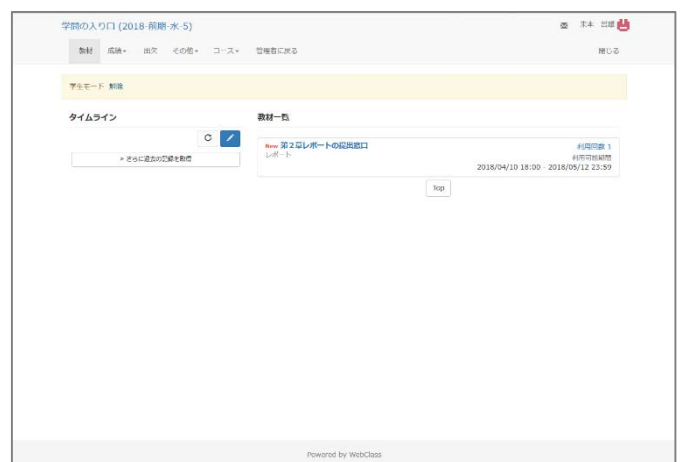 学問の入り口 (2018-前期-水-5)
教材 成績 出欠 その他 コース 管理者に戻る 閉じる
学生モード 解除
タイムライン
» さらに過去の記録を取得
教材一覧
New 第2章レポートの提出窓口
レポート
利用回数 1
利用可能期間
2018/04/10 18:00 - 2018/05/12 23:59
Top
Powered by WebClass